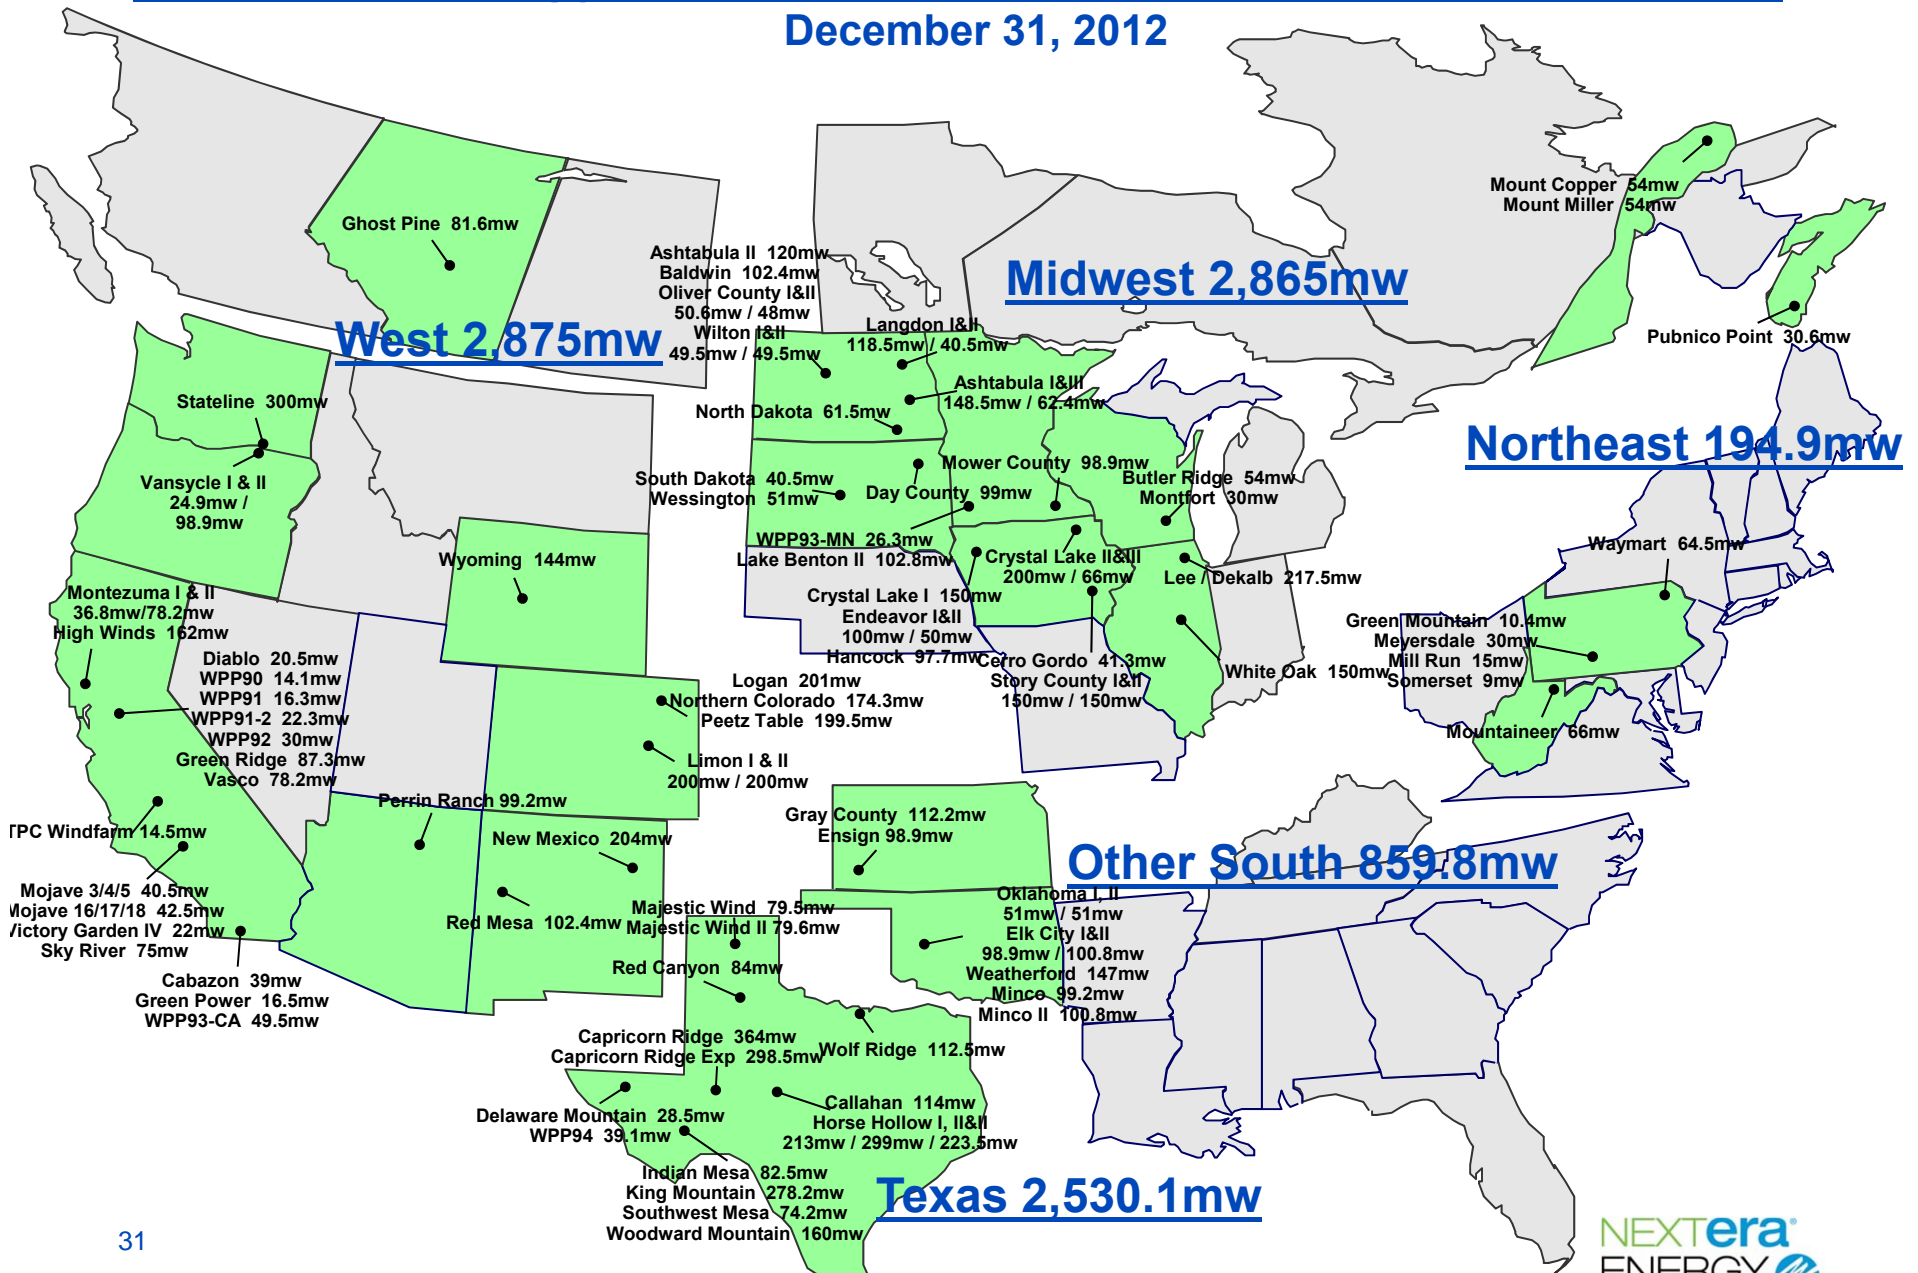 December 31, 2012
Mount Copper 54mw
Mount Miller 54mw
Ghost Pine 81.6mw
Ashtabula II 120mw
Baldwin 102.4mw
Oliver County I&II
50.6mw / 48mw
Wilton I&II
49.5mw / 49.5mw
Midwest 2,865mw
West 2,875mw
Langdon I&II
118.5mw / 40.5mw
Pubnico Point 30.6mw
Ashtabula I&III
148.5mw / 62.4mw
North Dakota 61.5mw
Stateline 300mw
Northeast 194.9mw
Vansycle I & II
24.9mw /
98.9mw
South Dakota 40.5mw
Wessington 51mw
Mower County 98.9mw
Day County 99mw
Butler Ridge 54mw
Montfort 30mw
WPP93-MN 26.3mw
Lake Benton II 102.8mw
Crystal Lake II&III
200mw / 66mw
Lee / Dekalb 217.5mw
Waymart 64.5mw
Wyoming 144mw
Montezuma I & II
36.8mw/78.2mw
High Winds 162mw
Crystal Lake I 150mw
Endeavor I&II
100mw / 50mw
Hancock 97.7mw
Green Mountain 10.4mw
Meyersdale 30mw
Mill Run 15mw
Somerset 9mw
Diablo 20.5mw
WPP90 14.1mw
WPP91 16.3mw
WPP91-2 22.3mw
WPP92 30mw
Green Ridge 87.3mw
Vasco 78.2mw
Cerro Gordo 41.3mw
Story County I&II
150mw / 150mw
White Oak 150mw
Logan 201mw
Northern Colorado 174.3mw
Peetz Table 199.5mw
Mountaineer 66mw
Limon I & II
200mw / 200mw
Perrin Ranch 99.2mw
Gray County 112.2mw
Ensign 98.9mw
TPC Windfarm 14.5mw
New Mexico 204mw
Other South 859.8mw
Mojave 3/4/5 40.5mw
Mojave 16/17/18 42.5mw
Victory Garden IV 22mw
Sky River 75mw
Red Mesa 102.4mw
Majestic Wind 79.5mw
Majestic Wind II 79.6mw
Oklahoma I, II
51mw / 51mw
Elk City I&II
98.9mw / 100.8mw
Weatherford 147mw
Minco 99.2mw
Minco II 100.8mw
Red Canyon 84mw
Cabazon 39mw
Green Power 16.5mw
WPP93-CA 49.5mw
Capricorn Ridge 364mw
Capricorn Ridge Exp 298.5mw
Wolf Ridge 112.5mw
Delaware Mountain 28.5mw
WPP94 39.1mw
Callahan 114mw
Horse Hollow I, II&II
213mw / 299mw / 223.5mw
Indian Mesa 82.5mw
King Mountain 278.2mw
Southwest Mesa 74.2mw
Woodward Mountain 160mw
Texas 2,530.1mw
31
NEXTera
ENERGY